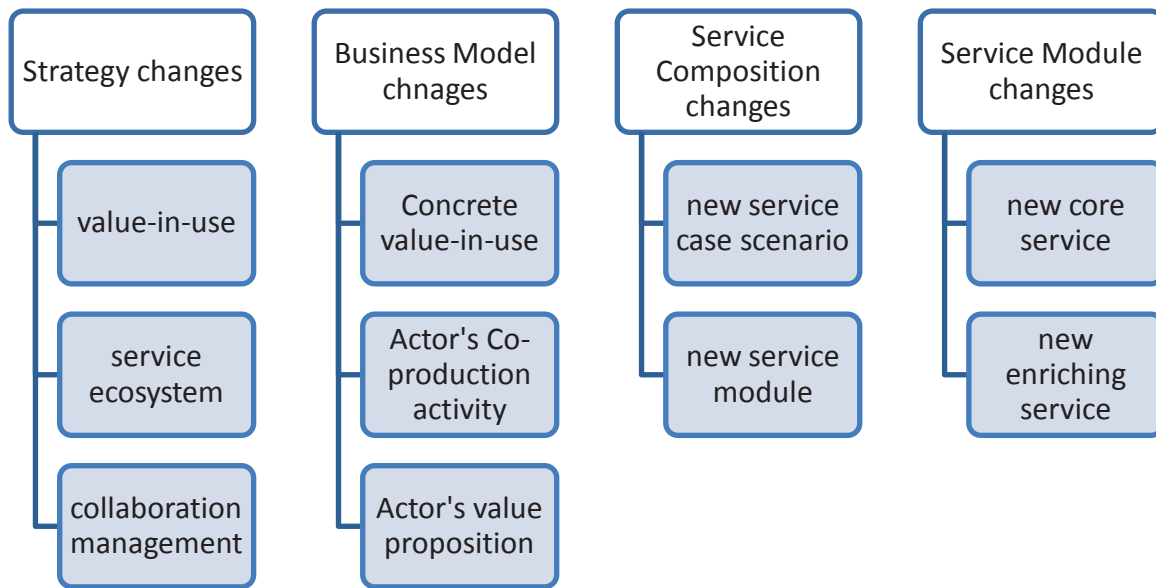 Strategy changes
value-in-use
service
ecosystem
collaboration
management
Business Model
chnages
Concrete
value-in-use
Actor's Co-
production
activity
Actor's value
proposition
Service
Composition
changes
new service
case scenario
new service
module
Service Module
changes
new core
service
new
enriching
service